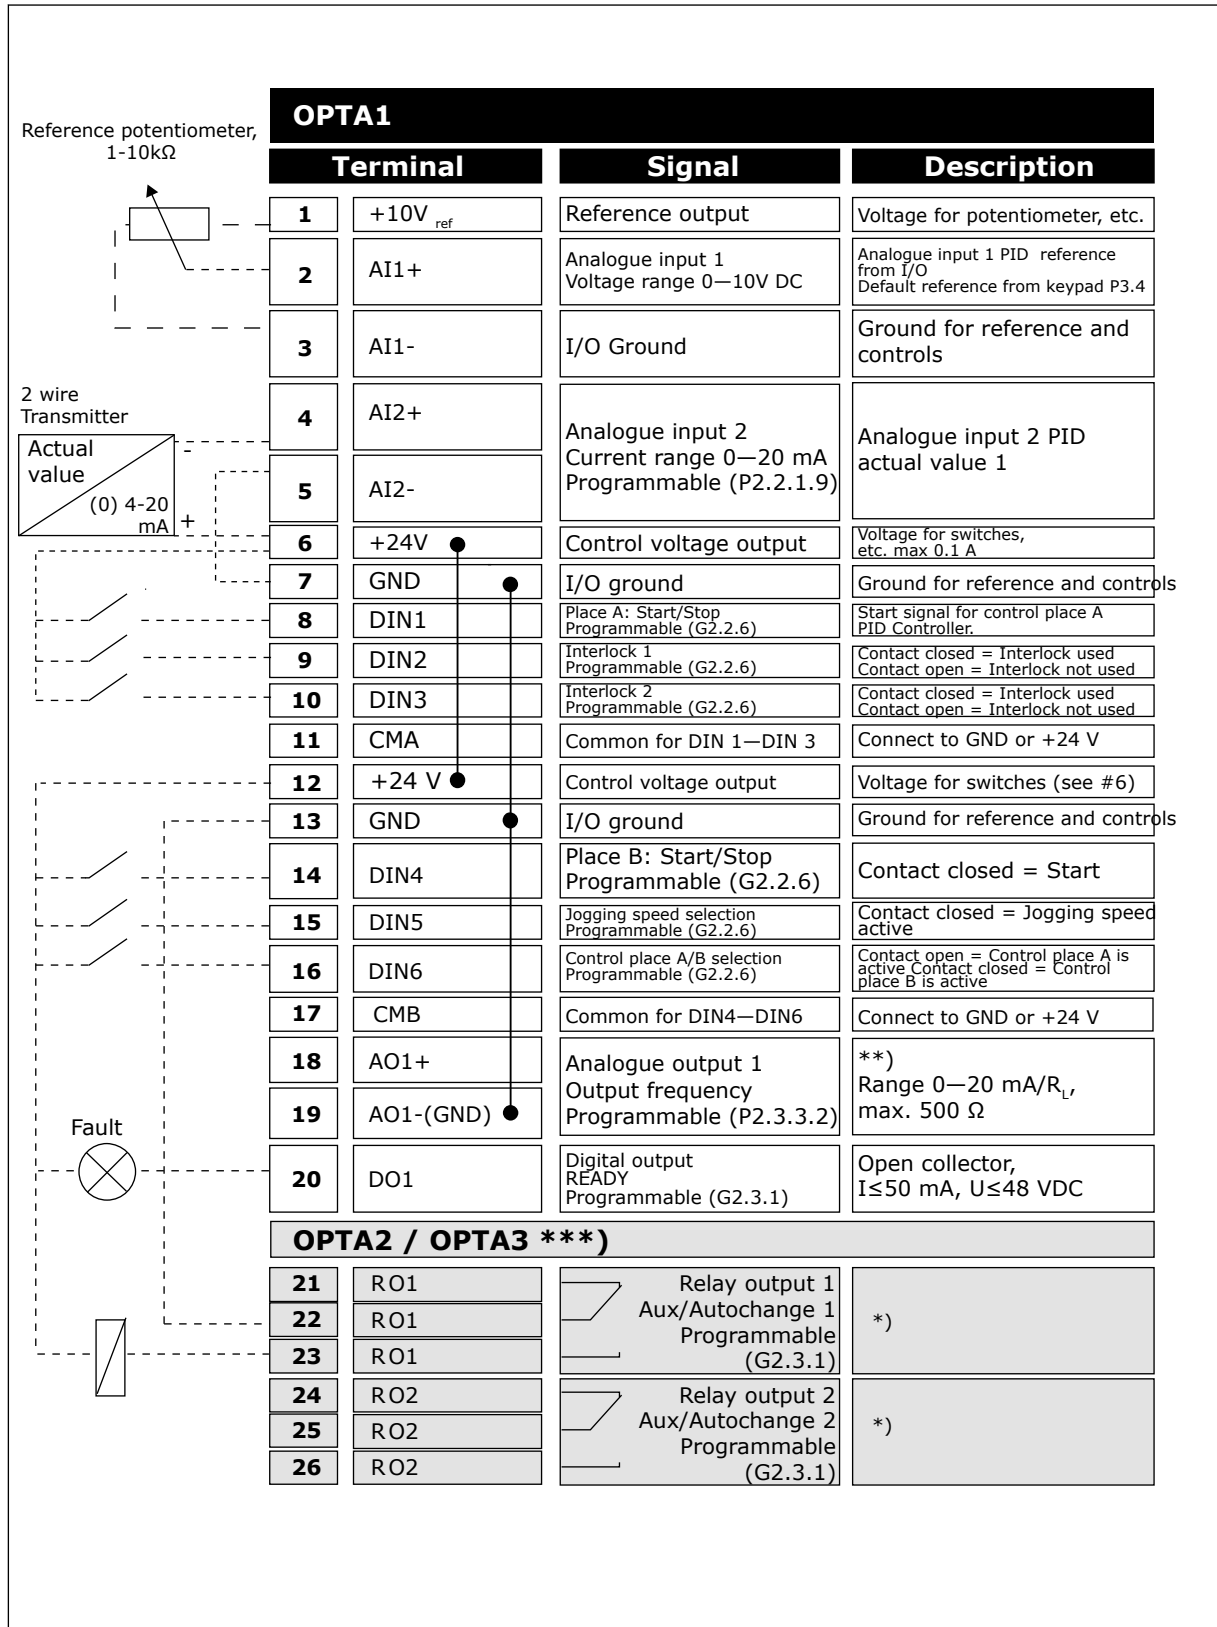 OPTA1
Reference potentiometer,
1-10kΩ
Terminal Signal Description
1 +10V ref Reference output Voltage for potentiometer, etc.
2 AI1+ Analogue input 1
Voltage range 0—10V DC
Analogue input 1 PID reference
from I/O
Default reference from keypad P3.4
3 AI1- I/O Ground Ground for reference and
controls
2 wire
Transmitter
Actual
value
(0) 4-20
mA
-
+
4 AI2+
5 AI2-
Analogue input 2
Current range 0—20 mA
Programmable (P2.2.1.9)
Analogue input 2 PID
actual value 1
6 +24V Control voltage output Voltage for switches,
etc. max 0.1 A
7 GND I/O ground Ground for reference and controls
8 DIN1 Place A: Start/Stop
Programmable (G2.2.6)
Start signal for control place A
PID Controller.
9 DIN2 Interlock 1
Programmable (G2.2.6)
Contact closed = Interlock used
Contact open = Interlock not used
10 DIN3 Interlock 2
Programmable (G2.2.6)
Contact closed = Interlock used
Contact open = Interlock not used
11 CMA Common for DIN 1—DIN 3 Connect to GND or +24 V
12 +24 V Control voltage output Voltage for switches (see #6)
13 GND I/O ground Ground for reference and controls
14 DIN4 Place B: Start/Stop
Programmable (G2.2.6)
Contact closed = Start
15 DIN5 Jogging speed selection
Programmable (G2.2.6)
Contact closed = Jogging speed
active
16 DIN6 Control place A/B selection
Programmable (G2.2.6)
Contact open = Control place A is
active Contact closed = Control
place B is active
17 CMB Common for DIN4—DIN6 Connect to GND or +24 V
18 AO1+
19 AO1-(GND)
Analogue output 1
Output frequency
Programmable (P2.3.3.2)
**)
Range 0—20 mA/RL,
max. 500 Ω
Fault
20 DO1 Digital output
READY
Programmable (G2.3.1)
Open collector,
I≤50 mA, U≤48 VDC
OPTA2 / OPTA3 ***)
21 RO1
22 RO1
23 RO1
Relay output 1
Aux/Autochange 1
Programmable
(G2.3.1)
*)
24 RO2
25 RO2
26 RO2
Relay output 2
Aux/Autochange 2
Programmable
(G2.3.1)
*)